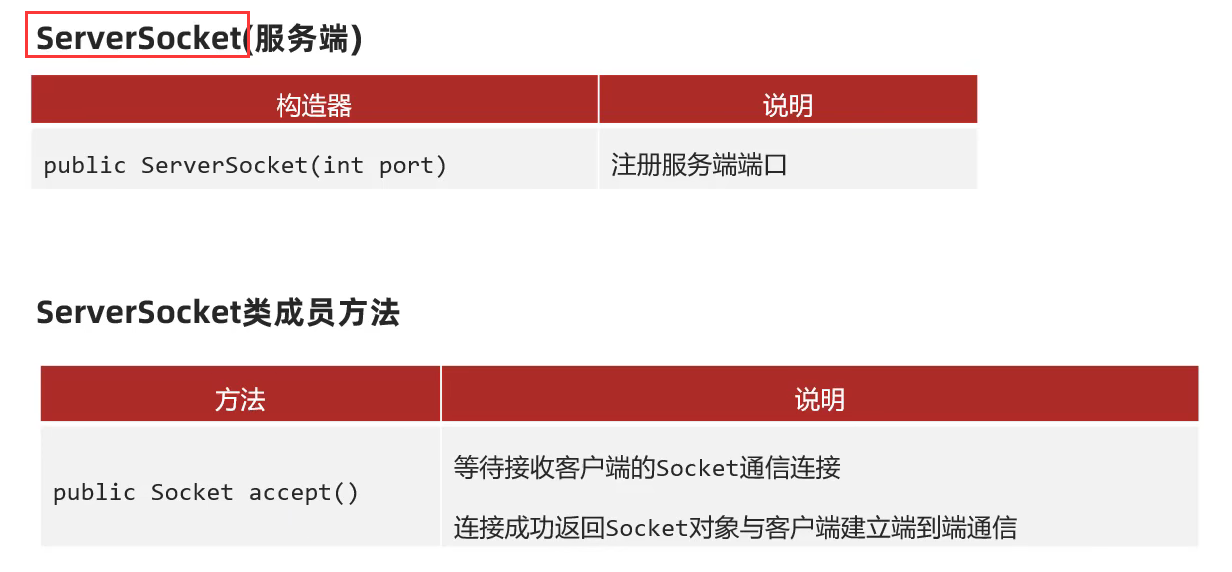 ServerSocket(服务端)
构造器 说明
public ServerSocket(int port) 注册服务端端口
ServerSocket类成员方法
方法 说明
等待接收客户端的Socket通信连接
public Socket accept()
连接成功返回Socket对象与客户端建立端到端通信